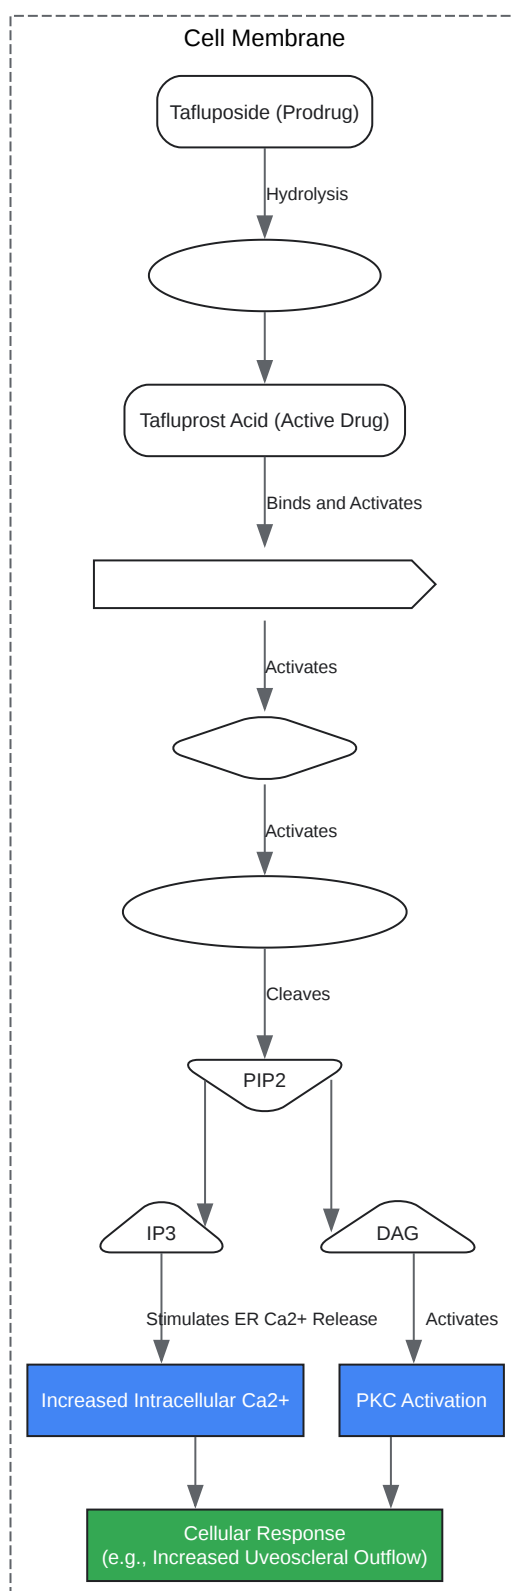 Cell Membrane
Tafluposide (Prodrug)
Hydrolysis
Tafluprost Acid (Active Drug)
Binds and Activates
Activates
Activates
Cleaves
PIP2
IP3
DAG
Stimulates ER Ca2+ Release
Activates
Increased Intracellular Ca2+
PKC Activation
Cellular Response
(e.g., Increased Uveoscleral Outflow)